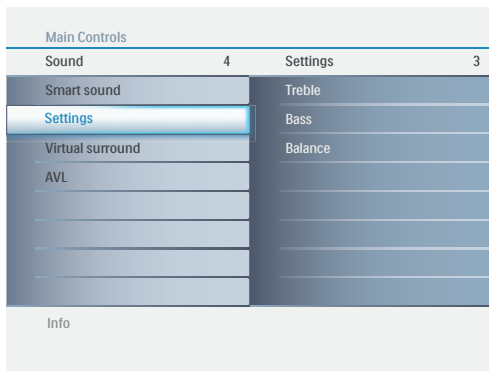 Main Controls
Sound 4 Settings 3
Smart sound Treble
Settings Bass
Virtual surround Balance
AVL
Info